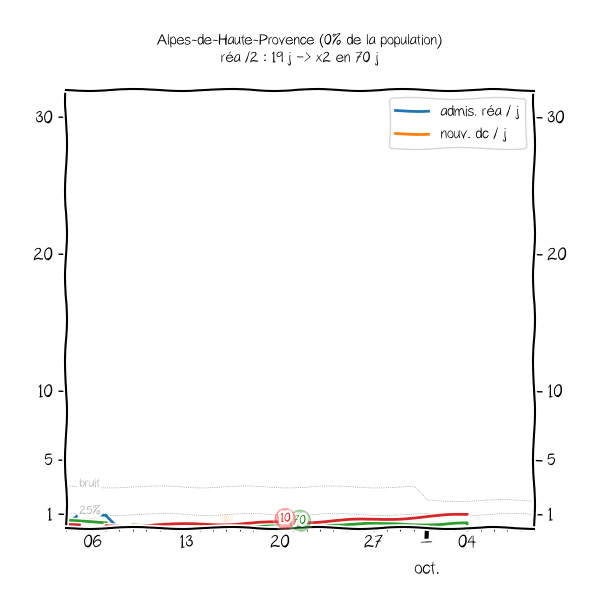 Alpes-de-Haute-Provence (0% de la population)
réa /2 : 19 j -> x2 en 70 j
admis. réa / j
nouv. dc / j
30 30
20 20
10 10
5 5
bruit
25%
1 1
10 70
06 13 20 27 04
oct.